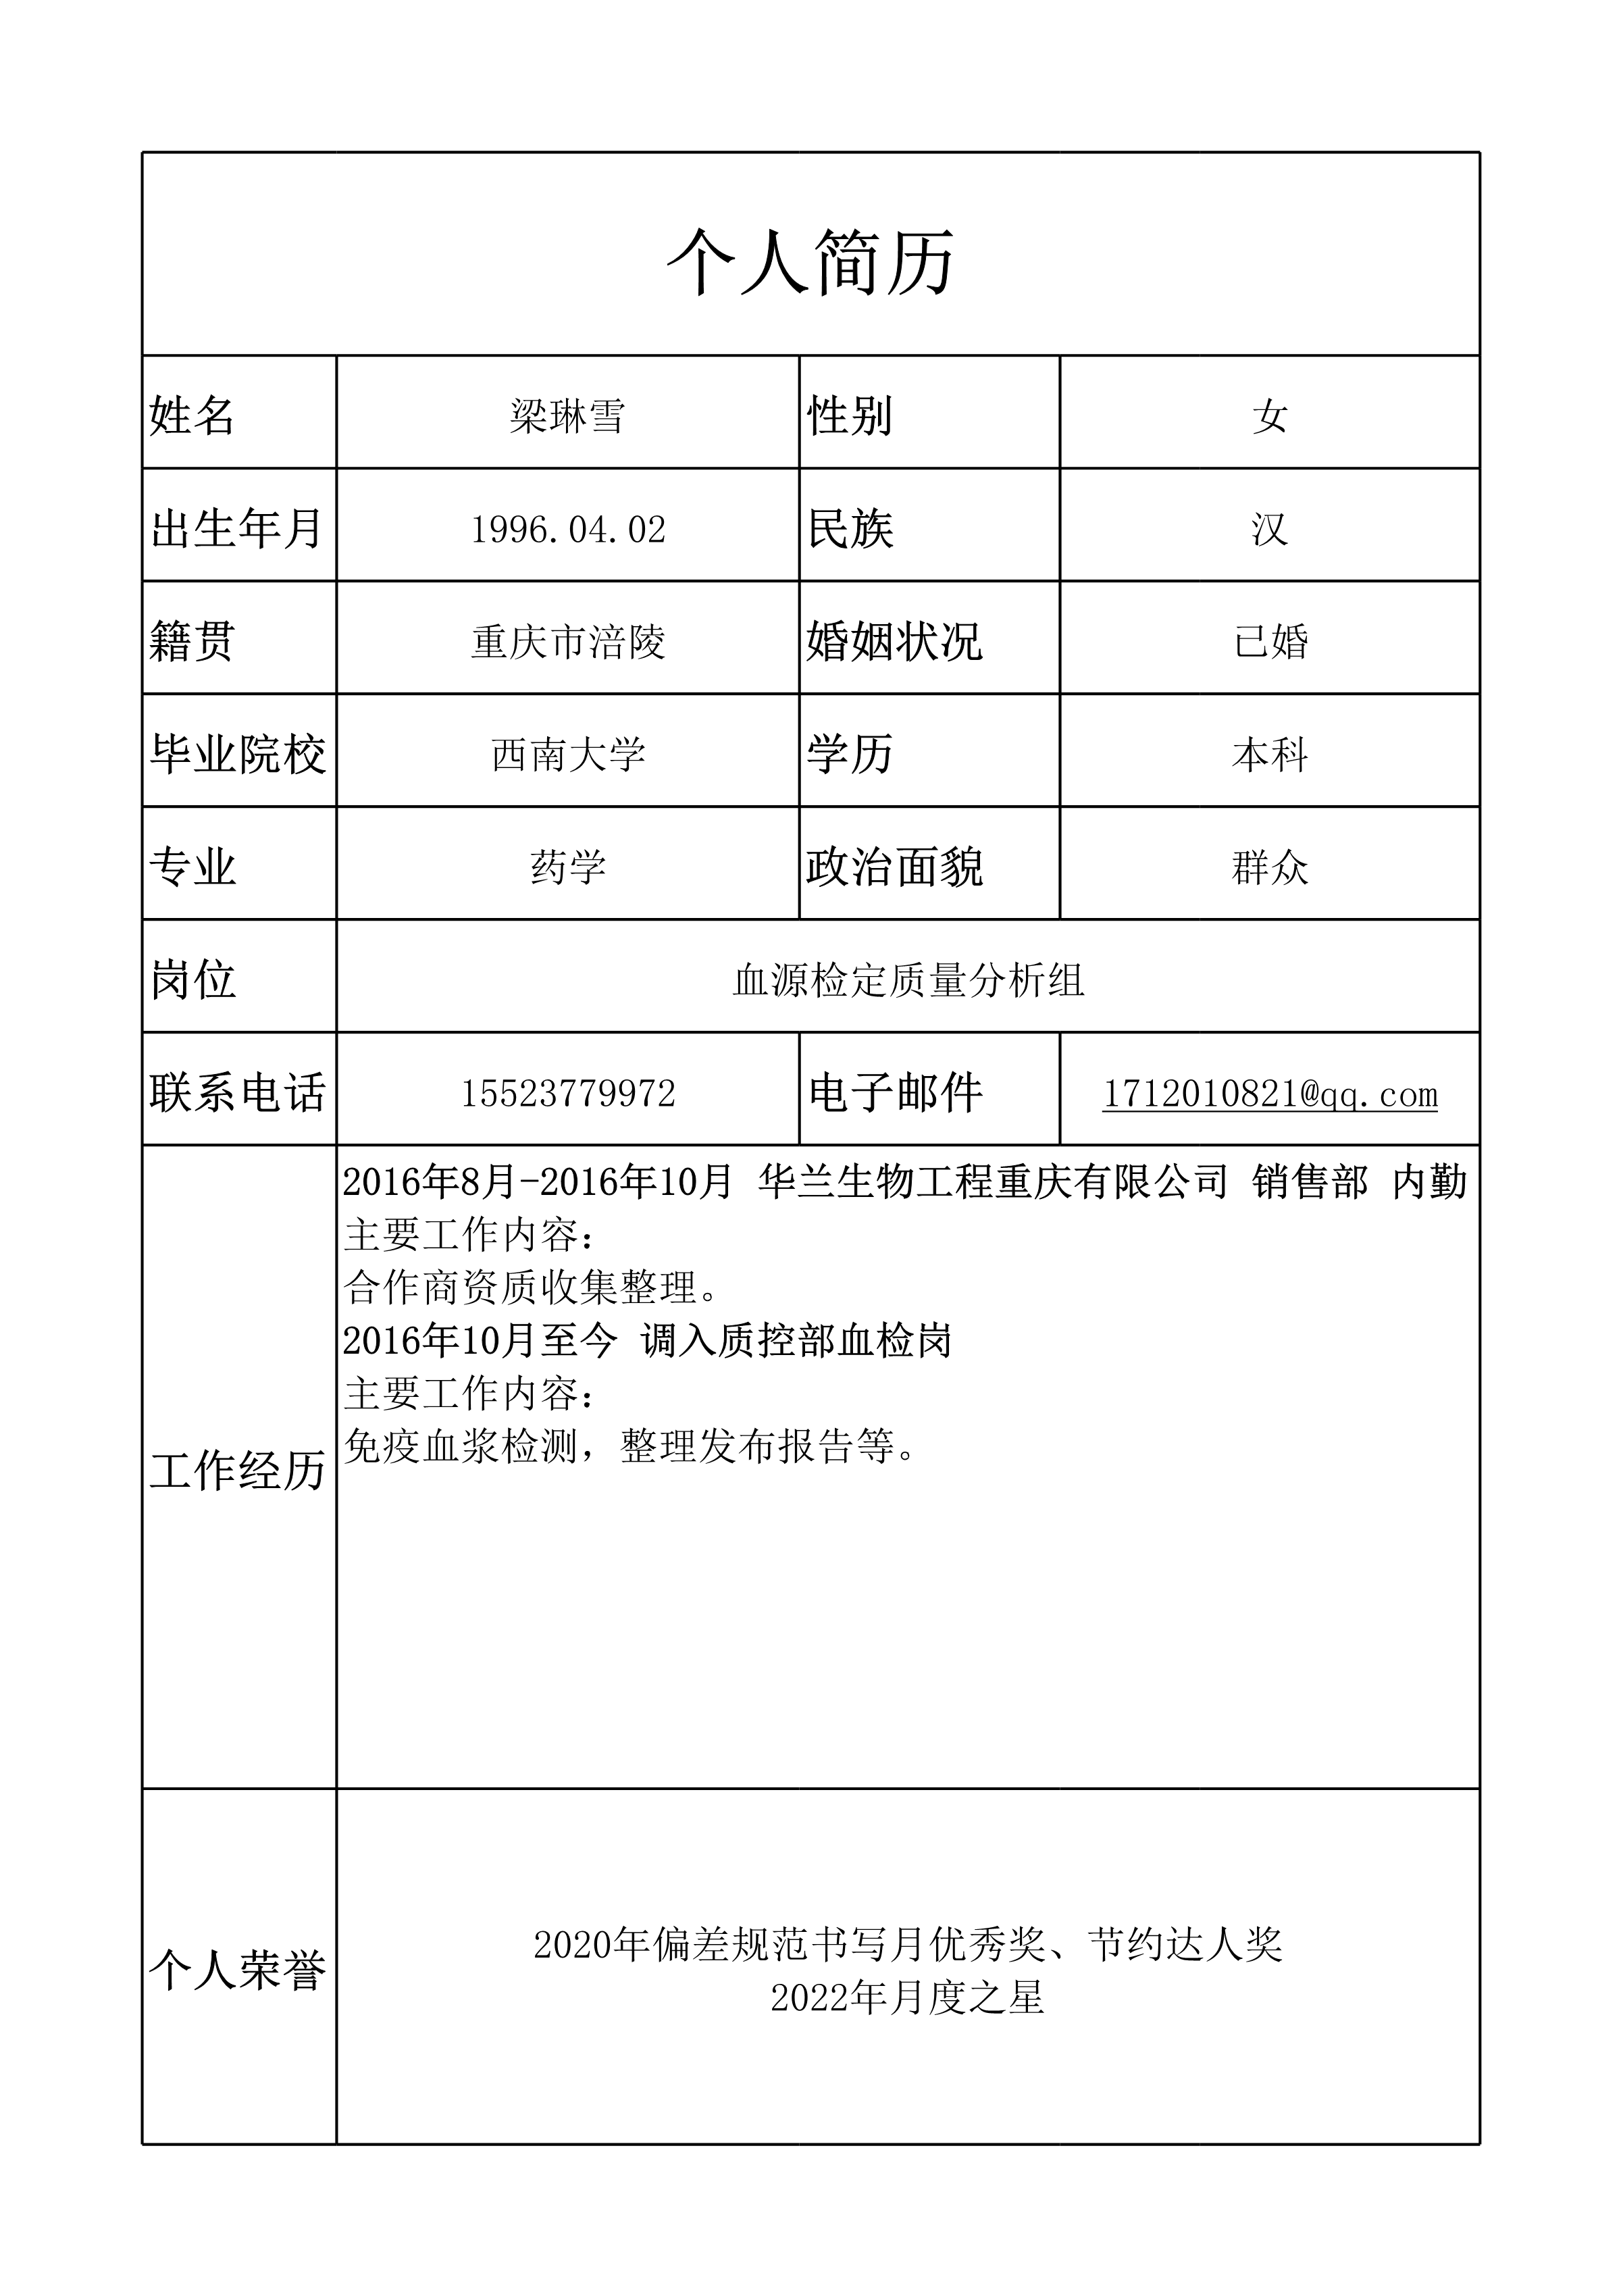 个人简历
姓名 梁琳雪 性别 女
出生年月 1996.04.02 民族 汉
籍贯 重庆市涪陵 婚姻状况 已婚
毕业院校 西南大学 学历 本科
专业 药学 政治面貌 群众
岗位 血源检定质量分析组
联系电话 15523779972 电子邮件 1712010821@qq.com
工作经历
2016年8月-2016年10月 华兰生物工程重庆有限公司 销售部 内勤
主要工作内容：
合作商资质收集整理。
2016年10月至今 调入质控部血检岗
主要工作内容：
免疫血浆检测，整理发布报告等。
个人荣誉
2020年偏差规范书写月优秀奖、节约达人奖
2022年月度之星